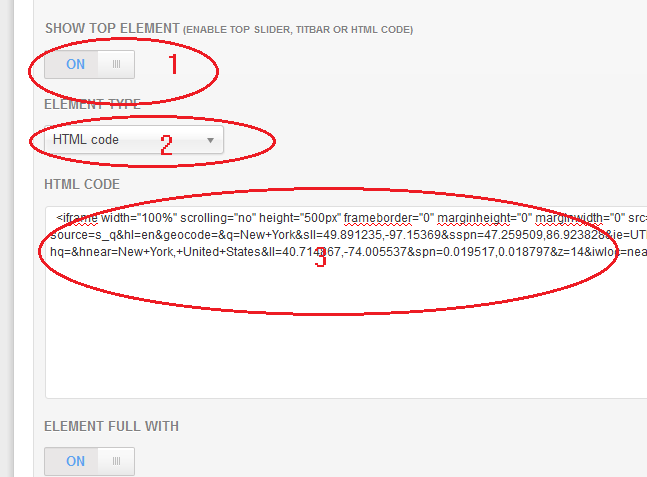 SHOW TOP ELEMENT (ENABLE TOP SLIDER, TITBAR OR HTML CODE)
ON
1
ELEMENT TYPE
HTML code
2
HTML CODE
<iframe width="100%" scrolling="no" height="500px" frameborder="0" marginheight="0" marginwidth="0" src=
source=s_q&hl=en&geocode=&q=New+York&sll=49.891235,-97.15369&sspn=47.259509,86.923828&ie=UT
hq=&hnear=New+York,+United+States&ll=40.714867,-74.005537&spn=0.019517,0.018797&z=14&iwloc=nea
3
ELEMENT FULL WITH
ON